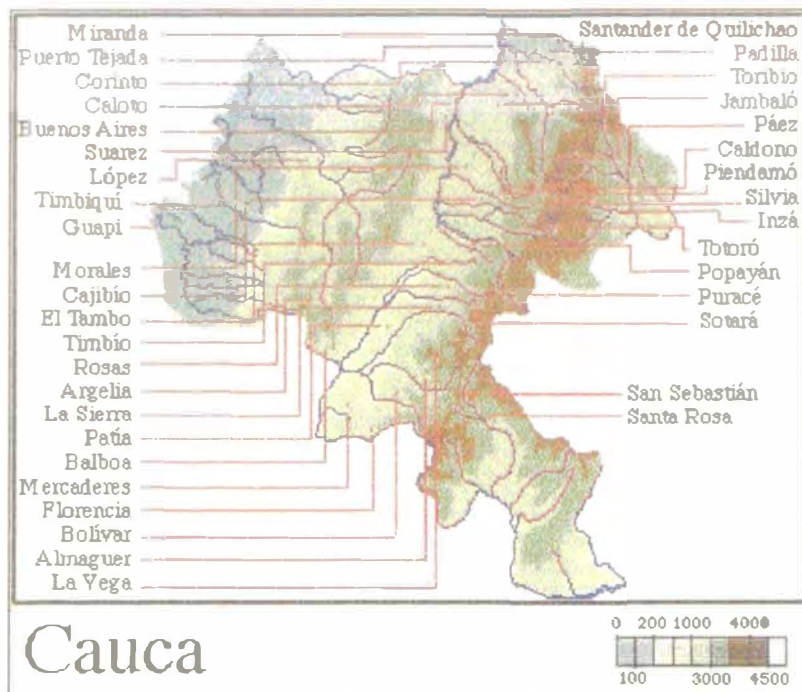 Miranda
Puerto Tejada
Corinto
Caloto
Buenos Aires
Suarez
López
Timbiquí
Guapi
Morales
Cajibío
El Tambo
Timbío
Rosas
Argelia
La Sierra
Patía
Balboa
Mercaderes
Florencia
Bolívar
Almaguer
La Vega
Santander de Quilichao
Padilla
Toribio
Jambaló
Páez
Caldono
Piendamó
Silvia
Inzá
Totoró
Popayán
Puracé
Sotará
San Sebastián
Santa Rosa
Cauca
0 200 1000 4000
100 3000 4500